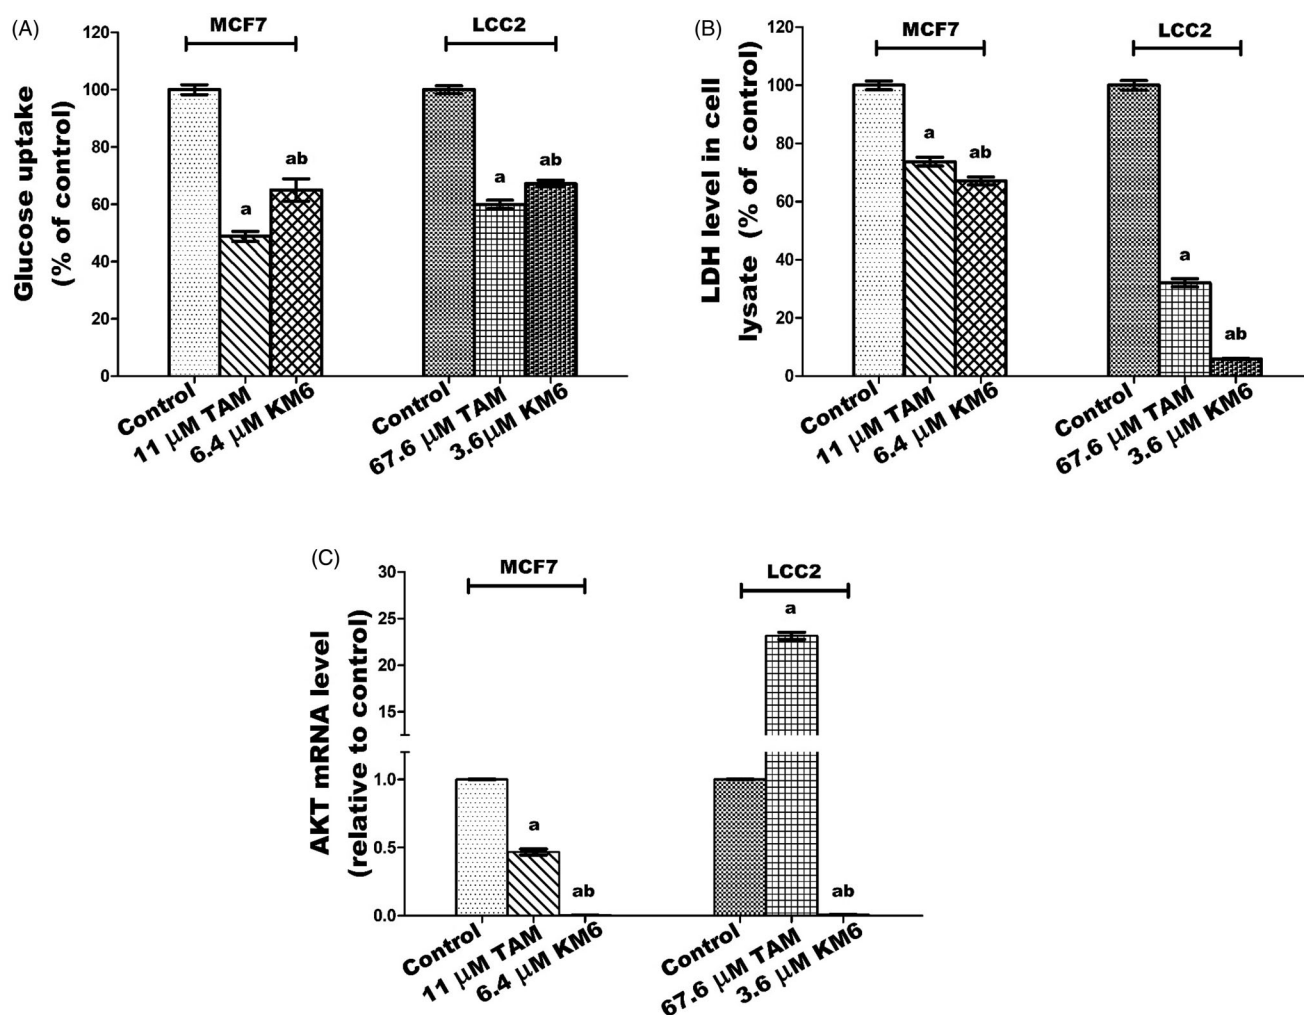 (A)
MCF7
LCC2
Glucose uptake
(% of control)
120
100
80
60
40
20
0
a
ab
a
ab
Control
11 μM TAM
6.4 μM KM6
Control
67.6 μM TAM
3.6μM KM6
(B)
MCF7
LCC2
LDH level in cell
lysate (% of control)
120
100
80
60
40
20
0
a
ab
a
ab
Control
11 μM TAM
6.4 μM KM6
Control
67.6 μM TAM
3.6 μM KM6
(C)
MCF7
LCC2
AKT mRNA level
(relative to control)
30
25
20
15
1.0
0.5
0.0
a
ab
a
ab
Control
11 μM TAM
6.4 μM KM6
Control
67.6 μM TAM
3.6 μM KM6